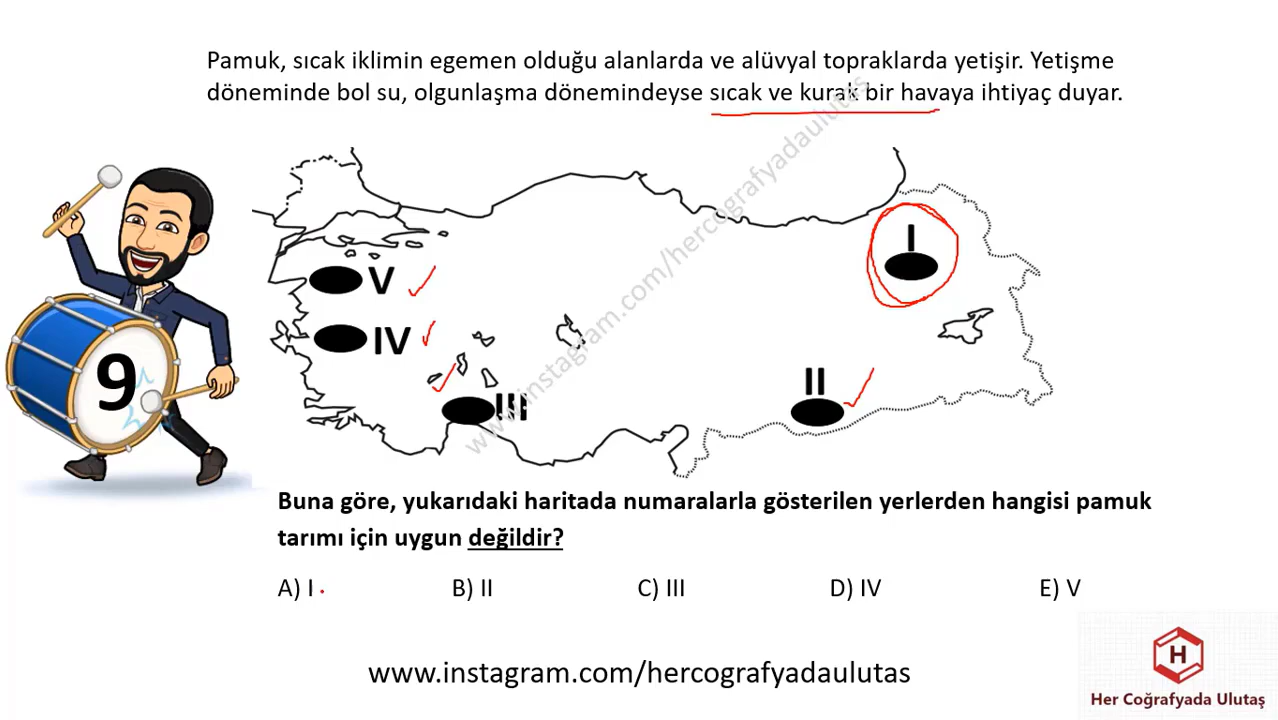 Pamuk, sıcak iklimin egemen olduğu alanlarda ve alüvyal topraklarda yetişir. Yetişme
döneminde bol su, olgunlaşma dönemindeyse sıcak ve kurak bir havaya ihtiyaç duyar.
www.instagram.com/hercografyadaulutas
I
V
IV
II
III
9
Buna göre, yukarıdaki haritada numaralarla gösterilen yerlerden hangisi pamuk
tarımı için uygun değildir?
A) I B) II C) III D) IV E) V
www.instagram.com/hercografyadaulutas
H
Her Coğrafyada Ulutaş